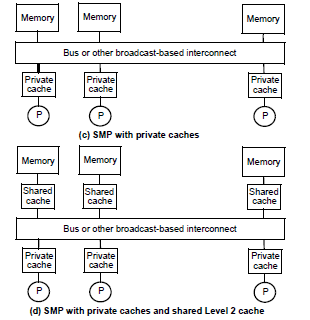 Memory Memory Memory
Bus or other broadcast-based interconnect
Private Private Private
cache cache cache
P P P
(c) SMP with private caches
Memory Memory Memory
Shared Shared Shared
cache cache cache
Bus or other broadcast-based interconnect
Private Private Private
cache cache cache
P P P
(d) SMP with private caches and shared Level 2 cache